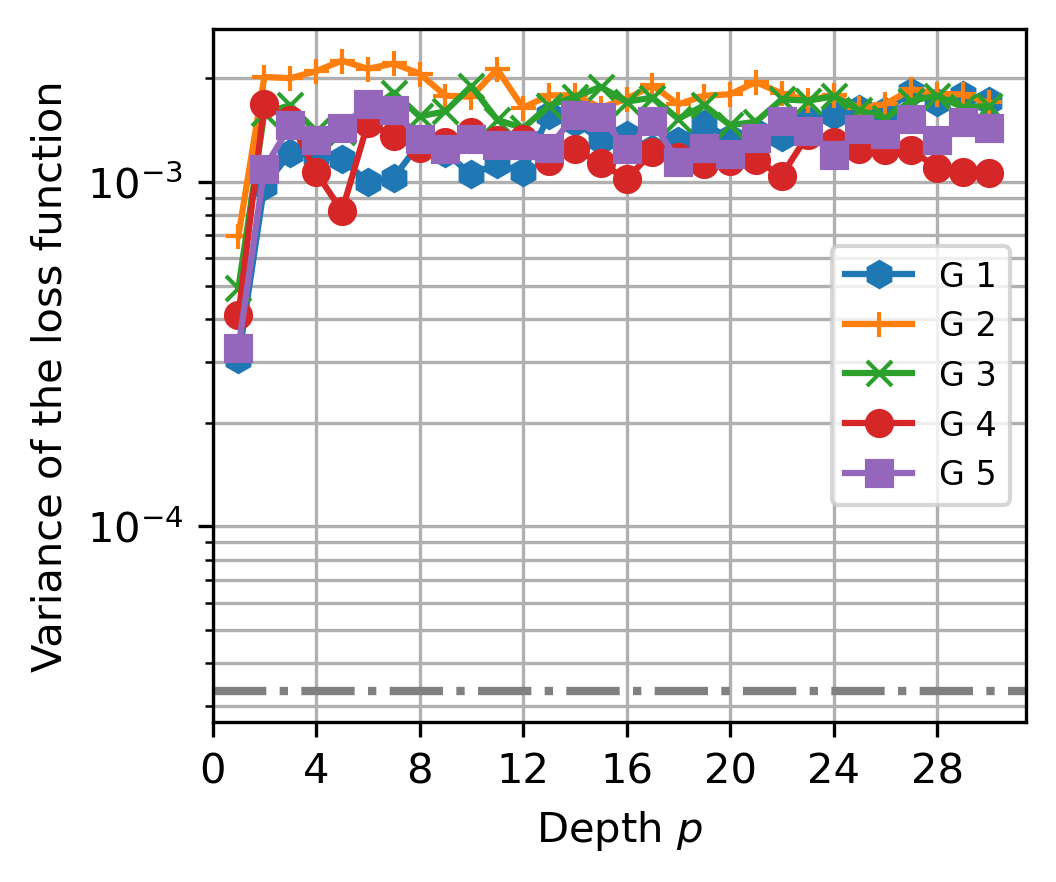 Variance of the loss function
10⁻³
10⁻⁴
0 4 8 12 16 20 24 28
Depth p
G 1
G 2
G 3
G 4
G 5